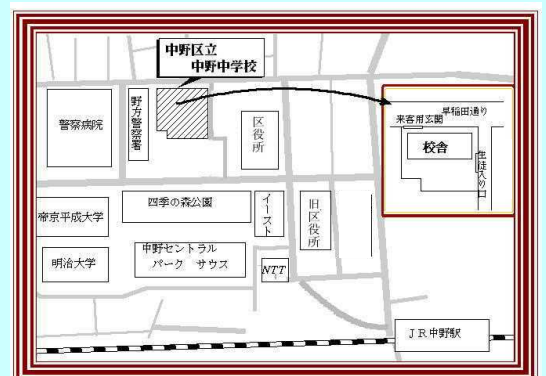 中野区立
中野中学校
早稲田通り
来客用玄関
校舎
生徒入り口
警察病院
野方警察署
区役所
四季の森公園
イースト
旧区役所
帝京平成大学
明治大学
中野セントラル
パーク サウス
NTT
JR中野駅